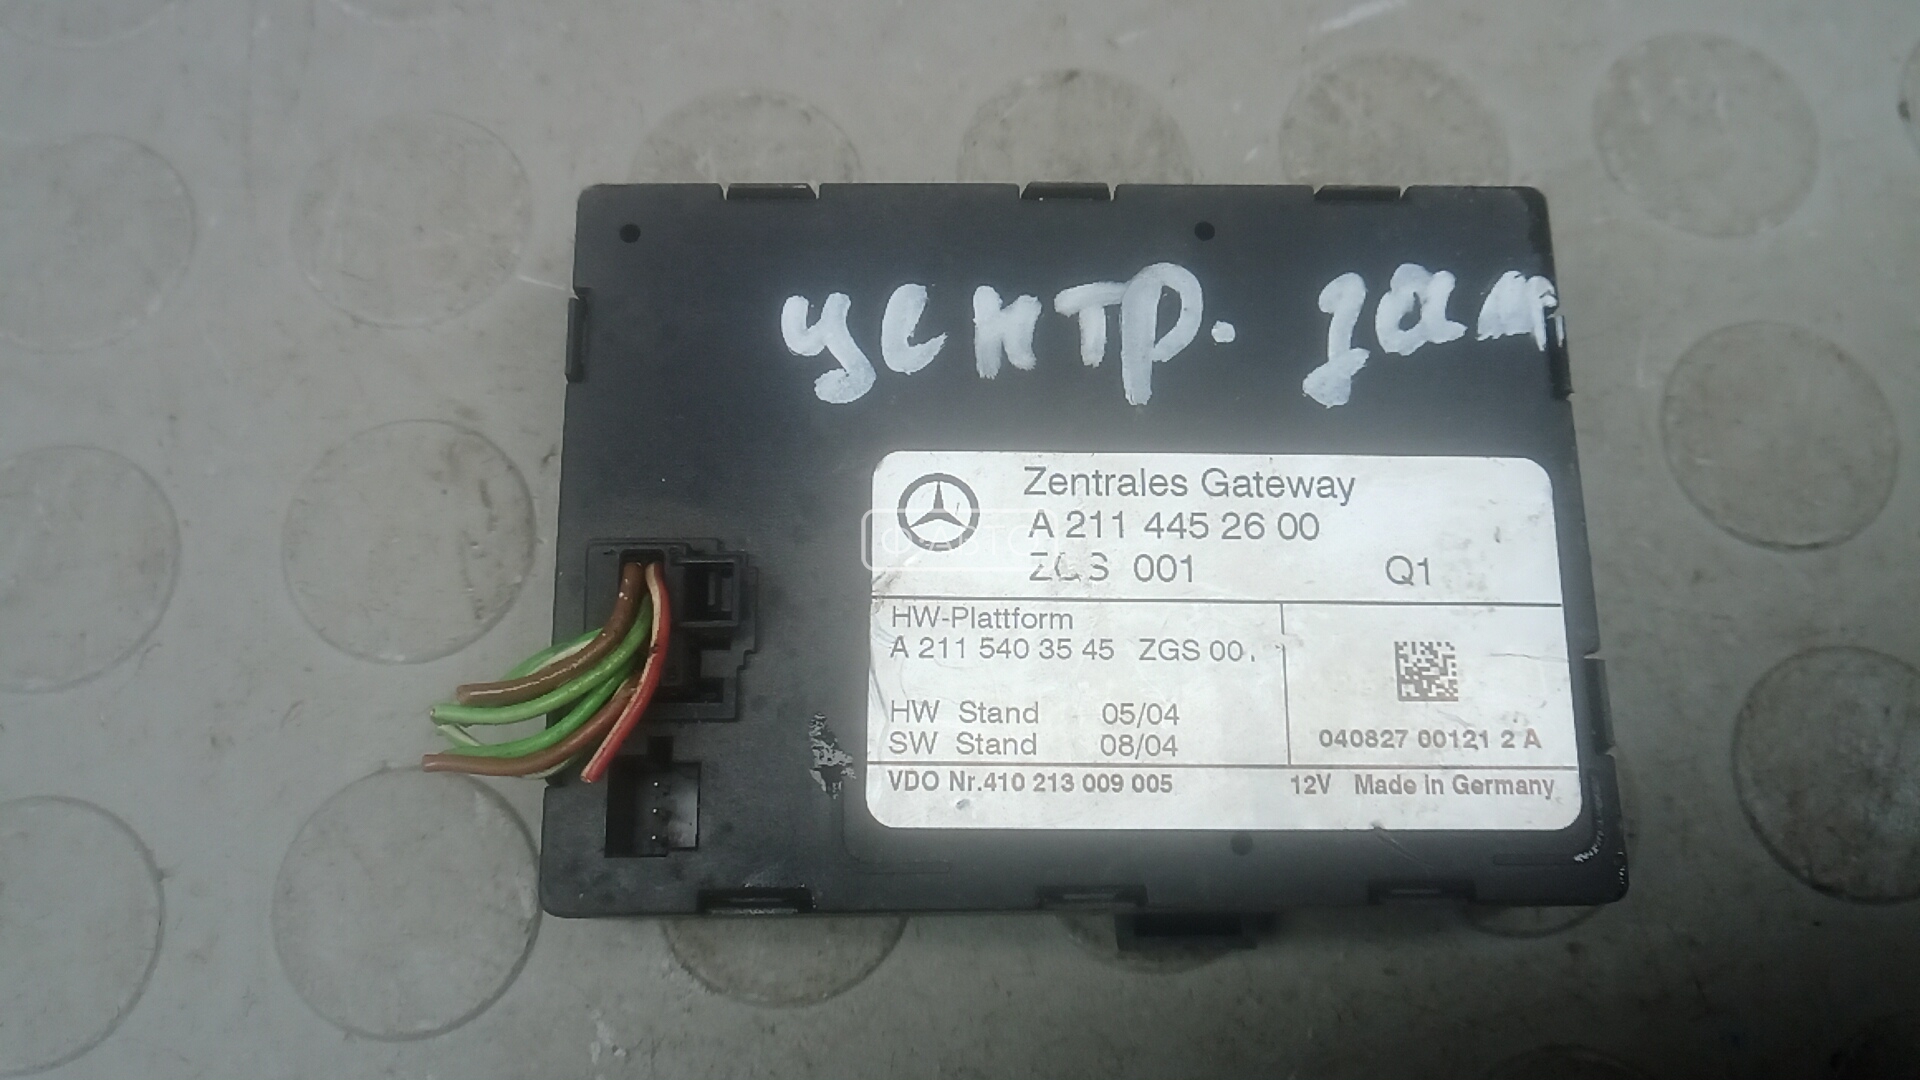 центр. зам
Zentrales Gateway
A 211 445 26 00
ZGS 001 Q1
HW-Plattform
A 211 540 35 45 ZGS 00
HW Stand 05/04
SW Stand 08/04
040827 00121 2 A
VDO Nr.410 213 009 005 12V Made in Germany